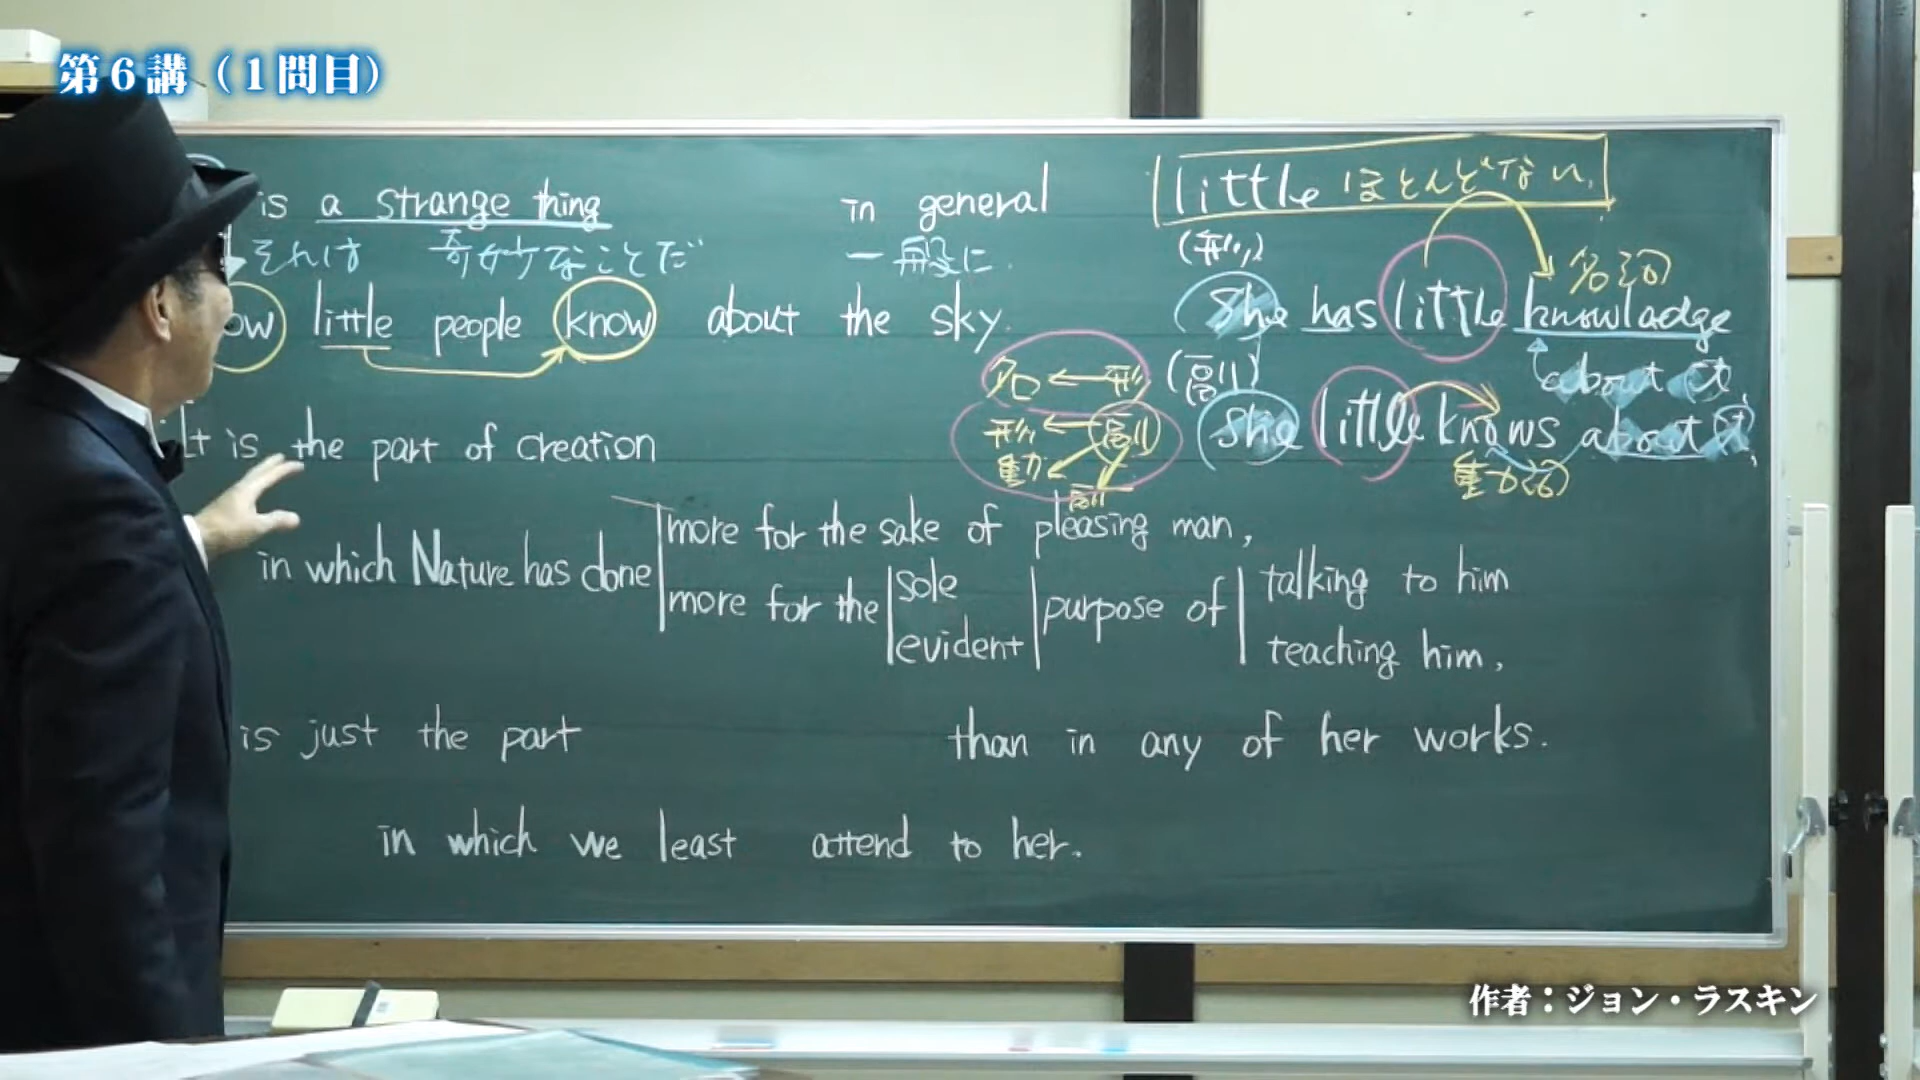 第6講（1問目）
is a strange thing in general
それは 奇妙なことだ 一般に.
ow little people know about the sky.
little ほとんどない.
(形)
名詞
She has little knowladge
about it
(副)
She little knows about it.
動詞
名 ← 形
形 ← 副
動
副
It is the part of creation
in which Nature has done more for the sake of pleasing man,
more for the sole evident purpose of talking to him
teaching him,
is just the part than in any of her works.
in which we least attend to her.
作者：ジョン・ラスキン